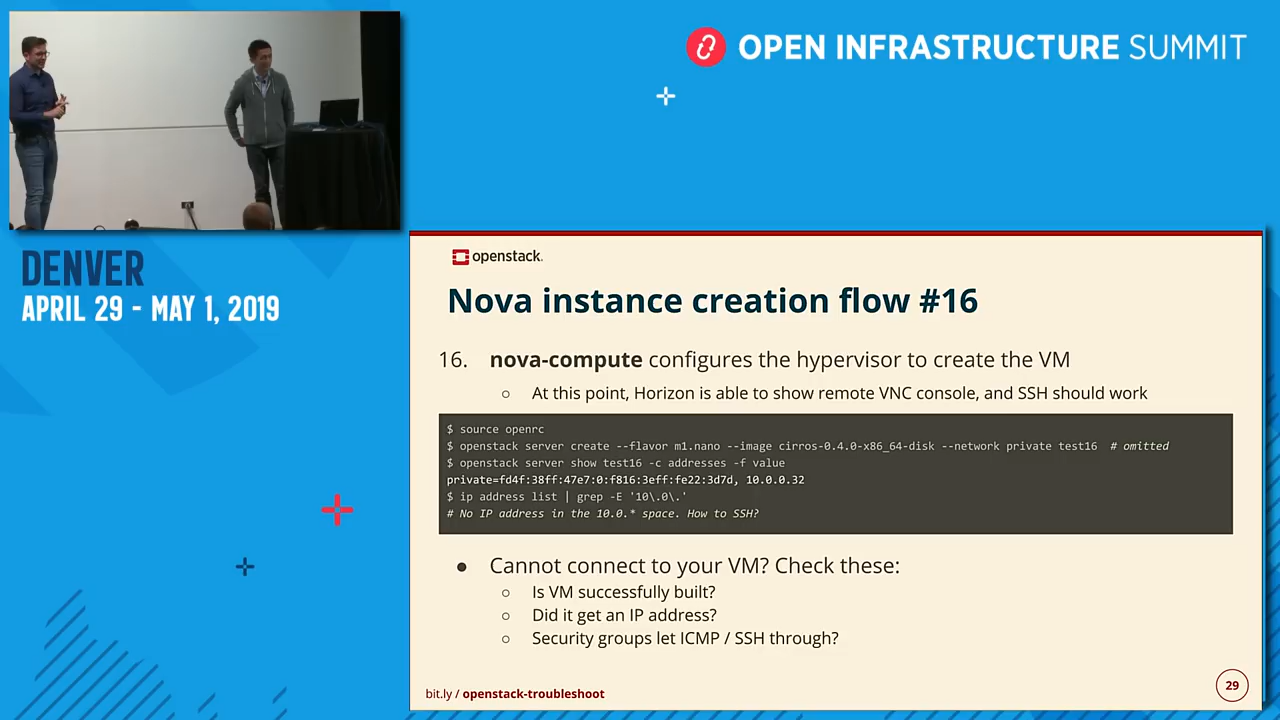 OPEN INFRASTRUCTURE SUMMIT
DENVER
APRIL 29 - MAY 1, 2019
openstack.
Nova instance creation flow #16
16. nova-compute configures the hypervisor to create the VM
○ At this point, Horizon is able to show remote VNC console, and SSH should work
$ source openrc
$ openstack server create --flavor m1.nano --image cirros-0.4.0-x86_64-disk --network private test16 # omitted
$ openstack server show test16 -c addresses -f value
private=fd4f:38ff:47e7:0:f816:3eff:fe22:3d7d, 10.0.0.32
$ ip address list | grep -E '10\.0\.'
# No IP address in the 10.0.* space. How to SSH?
● Cannot connect to your VM? Check these:
○ Is VM successfully built?
○ Did it get an IP address?
○ Security groups let ICMP / SSH through?
bit.ly / openstack-troubleshoot
29